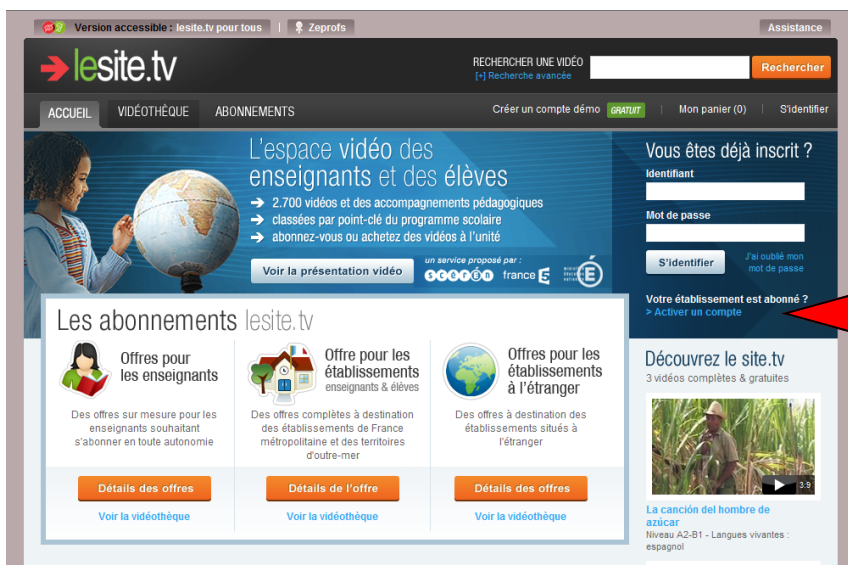 Version accessible : lesite.tv pour tous | Zeprofs
Assistance
lesite.tv
RECHERCHER UNE VIDÉO
[+] Recherche avancée
Rechercher
ACCUEIL VIDÉOTHÈQUE ABONNEMENTS
Créer un compte démo GRATUIT | Mon panier (0) | S'identifier
L'espace vidéo des
enseignants et des élèves
2.700 vidéos et des accompagnements pédagogiques
classées par point-clé du programme scolaire
abonnez-vous ou achetez des vidéos à l'unité
Voir la présentation vidéo
un service proposé par :
scérén france 5
Vous êtes déjà inscrit ?
Identifiant
Mot de passe
S'identifier
J'ai oublié mon
mot de passe
Votre établissement est abonné ?
> Activer un compte
Les abonnements lesite.tv
Offres pour
les enseignants
Des offres sur mesure pour les
enseignants souhaitant
s'abonner en toute autonomie
Détails des offres
Voir la vidéothèque
Offre pour les
établissements
enseignants & élèves
Des offres complètes à destination
des établissements de France
métropolitaine et des territoires
d'outre-mer
Détails de l'offre
Voir la vidéothèque
Offres pour les
établissements
à l'étranger
Des offres à destination des
établissements situés à
l'étranger
Détails des offres
Voir la vidéothèque
Découvrez le site.tv
3 vidéos complètes & gratuites
3.9
La canción del hombre de
azúcar
Niveau A2-B1 - Langues vivantes :
espagnol